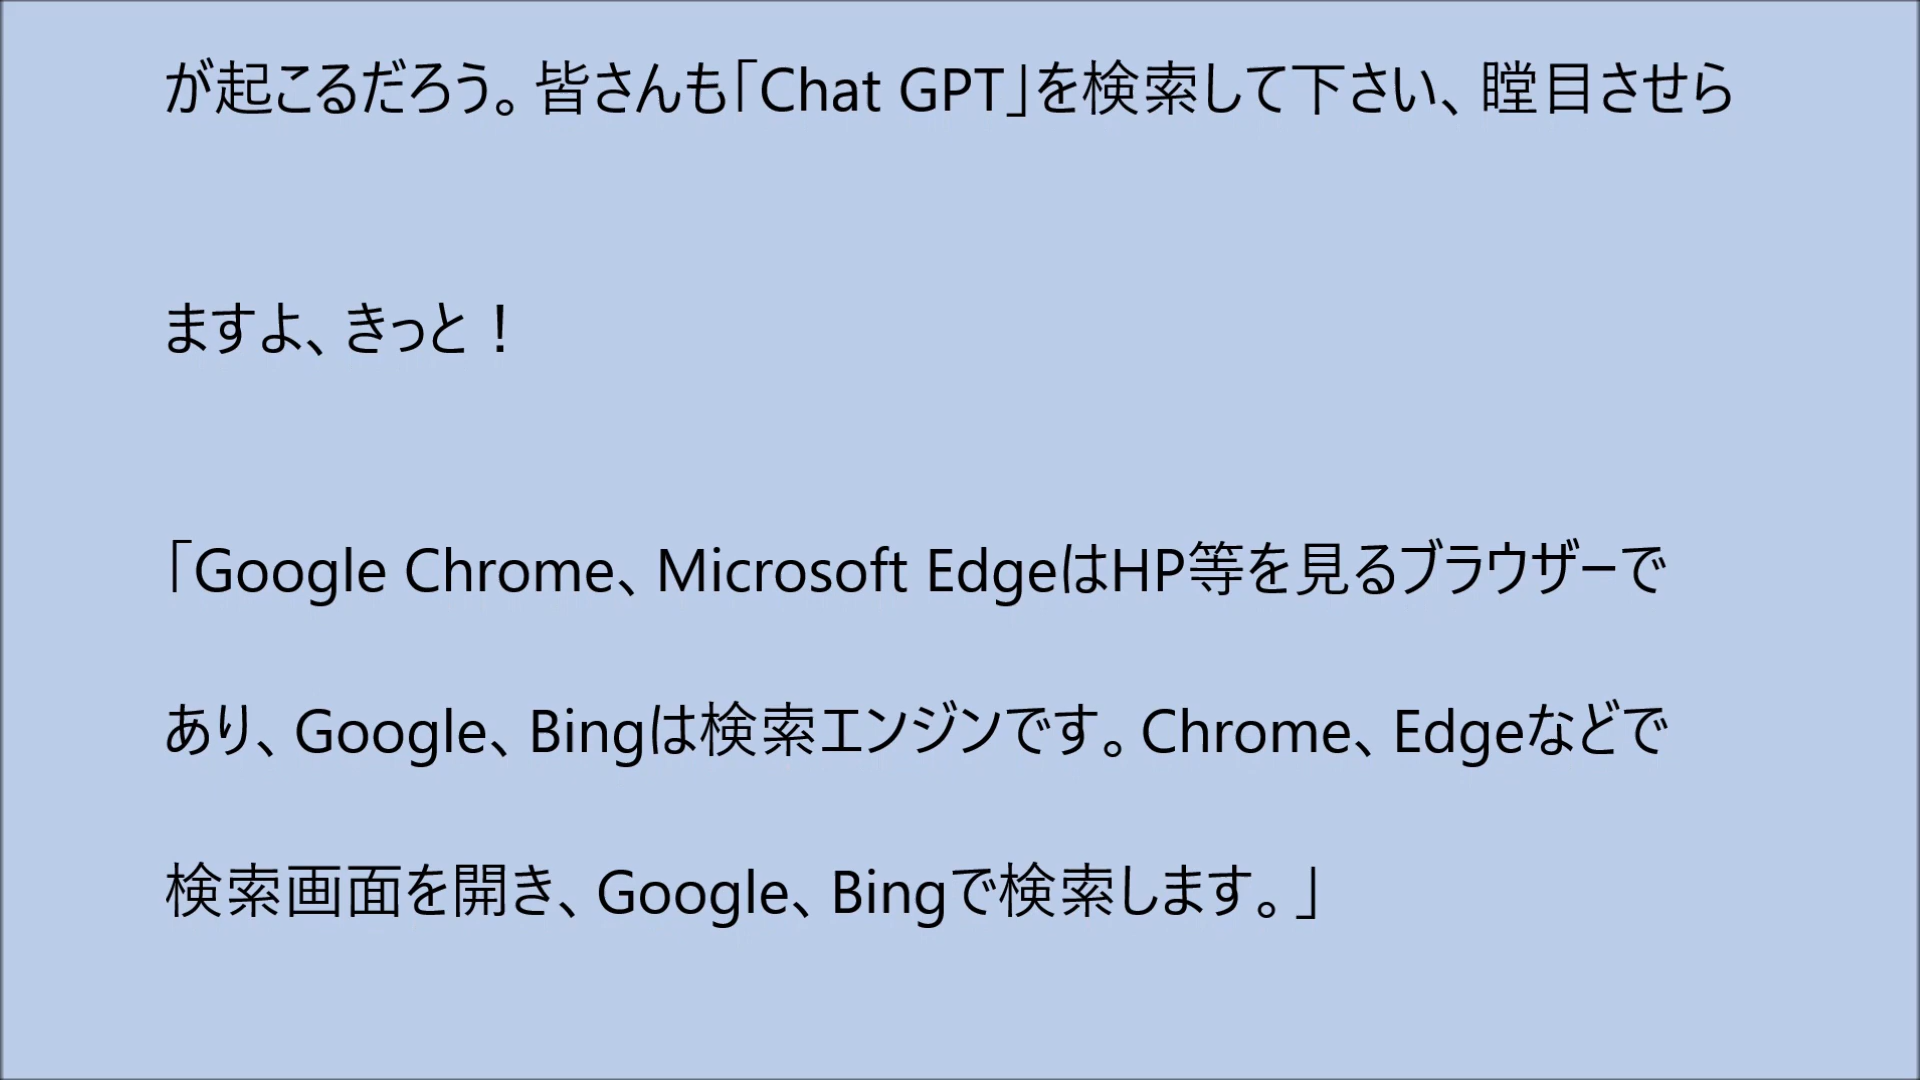 が起こるだろう。皆さんも「Chat GPT」を検索して下さい、瞠目させら
ますよ、きっと！
「Google Chrome、Microsoft EdgeはHP等を見るブラウザーで
あり、Google、Bingは検索エンジンです。Chrome、Edgeなどで
検索画面を開き、Google、Bingで検索します。」